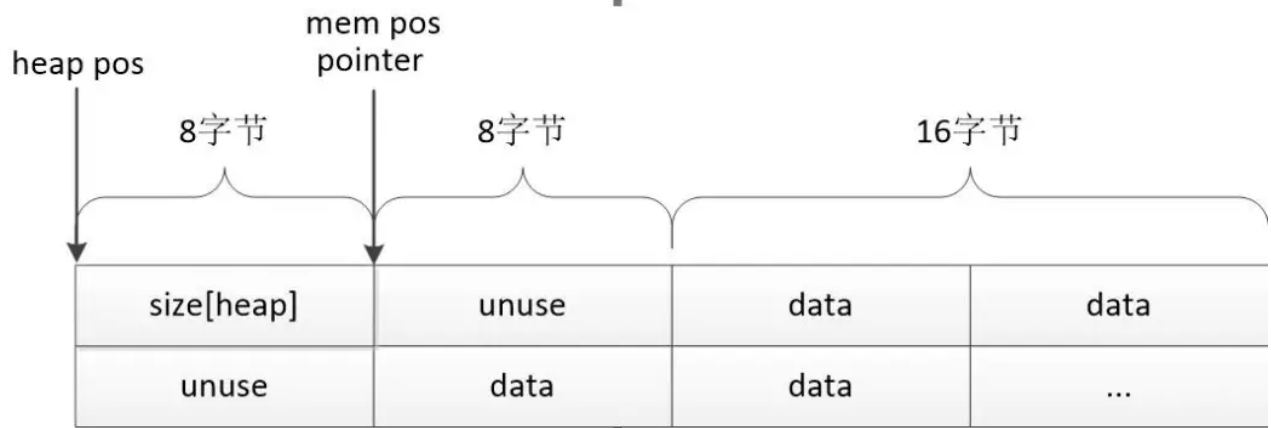 mem pos
pointer
heap pos
8字节
8字节
16字节
size[heap] unuse data data
unuse data data ...